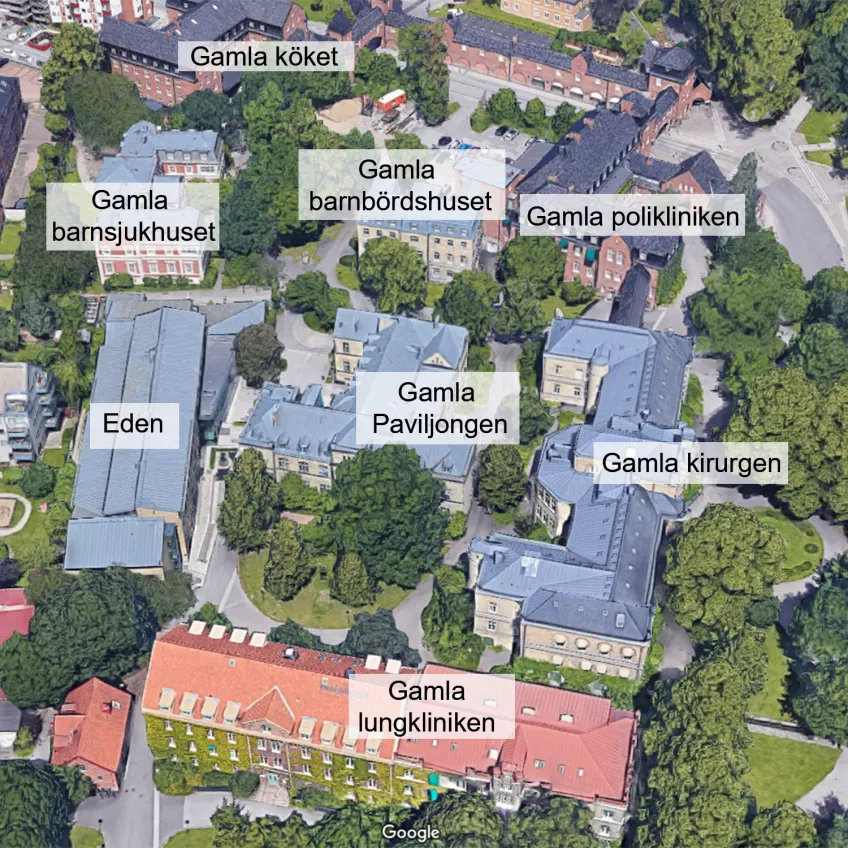 Gamla köket
Gamla
barnbördshuset
Gamla
barnsjukhuset
Gamla polikliniken
Gamla
Paviljongen
Eden
Gamla kirurgen
Gamla
lungkliniken
Google